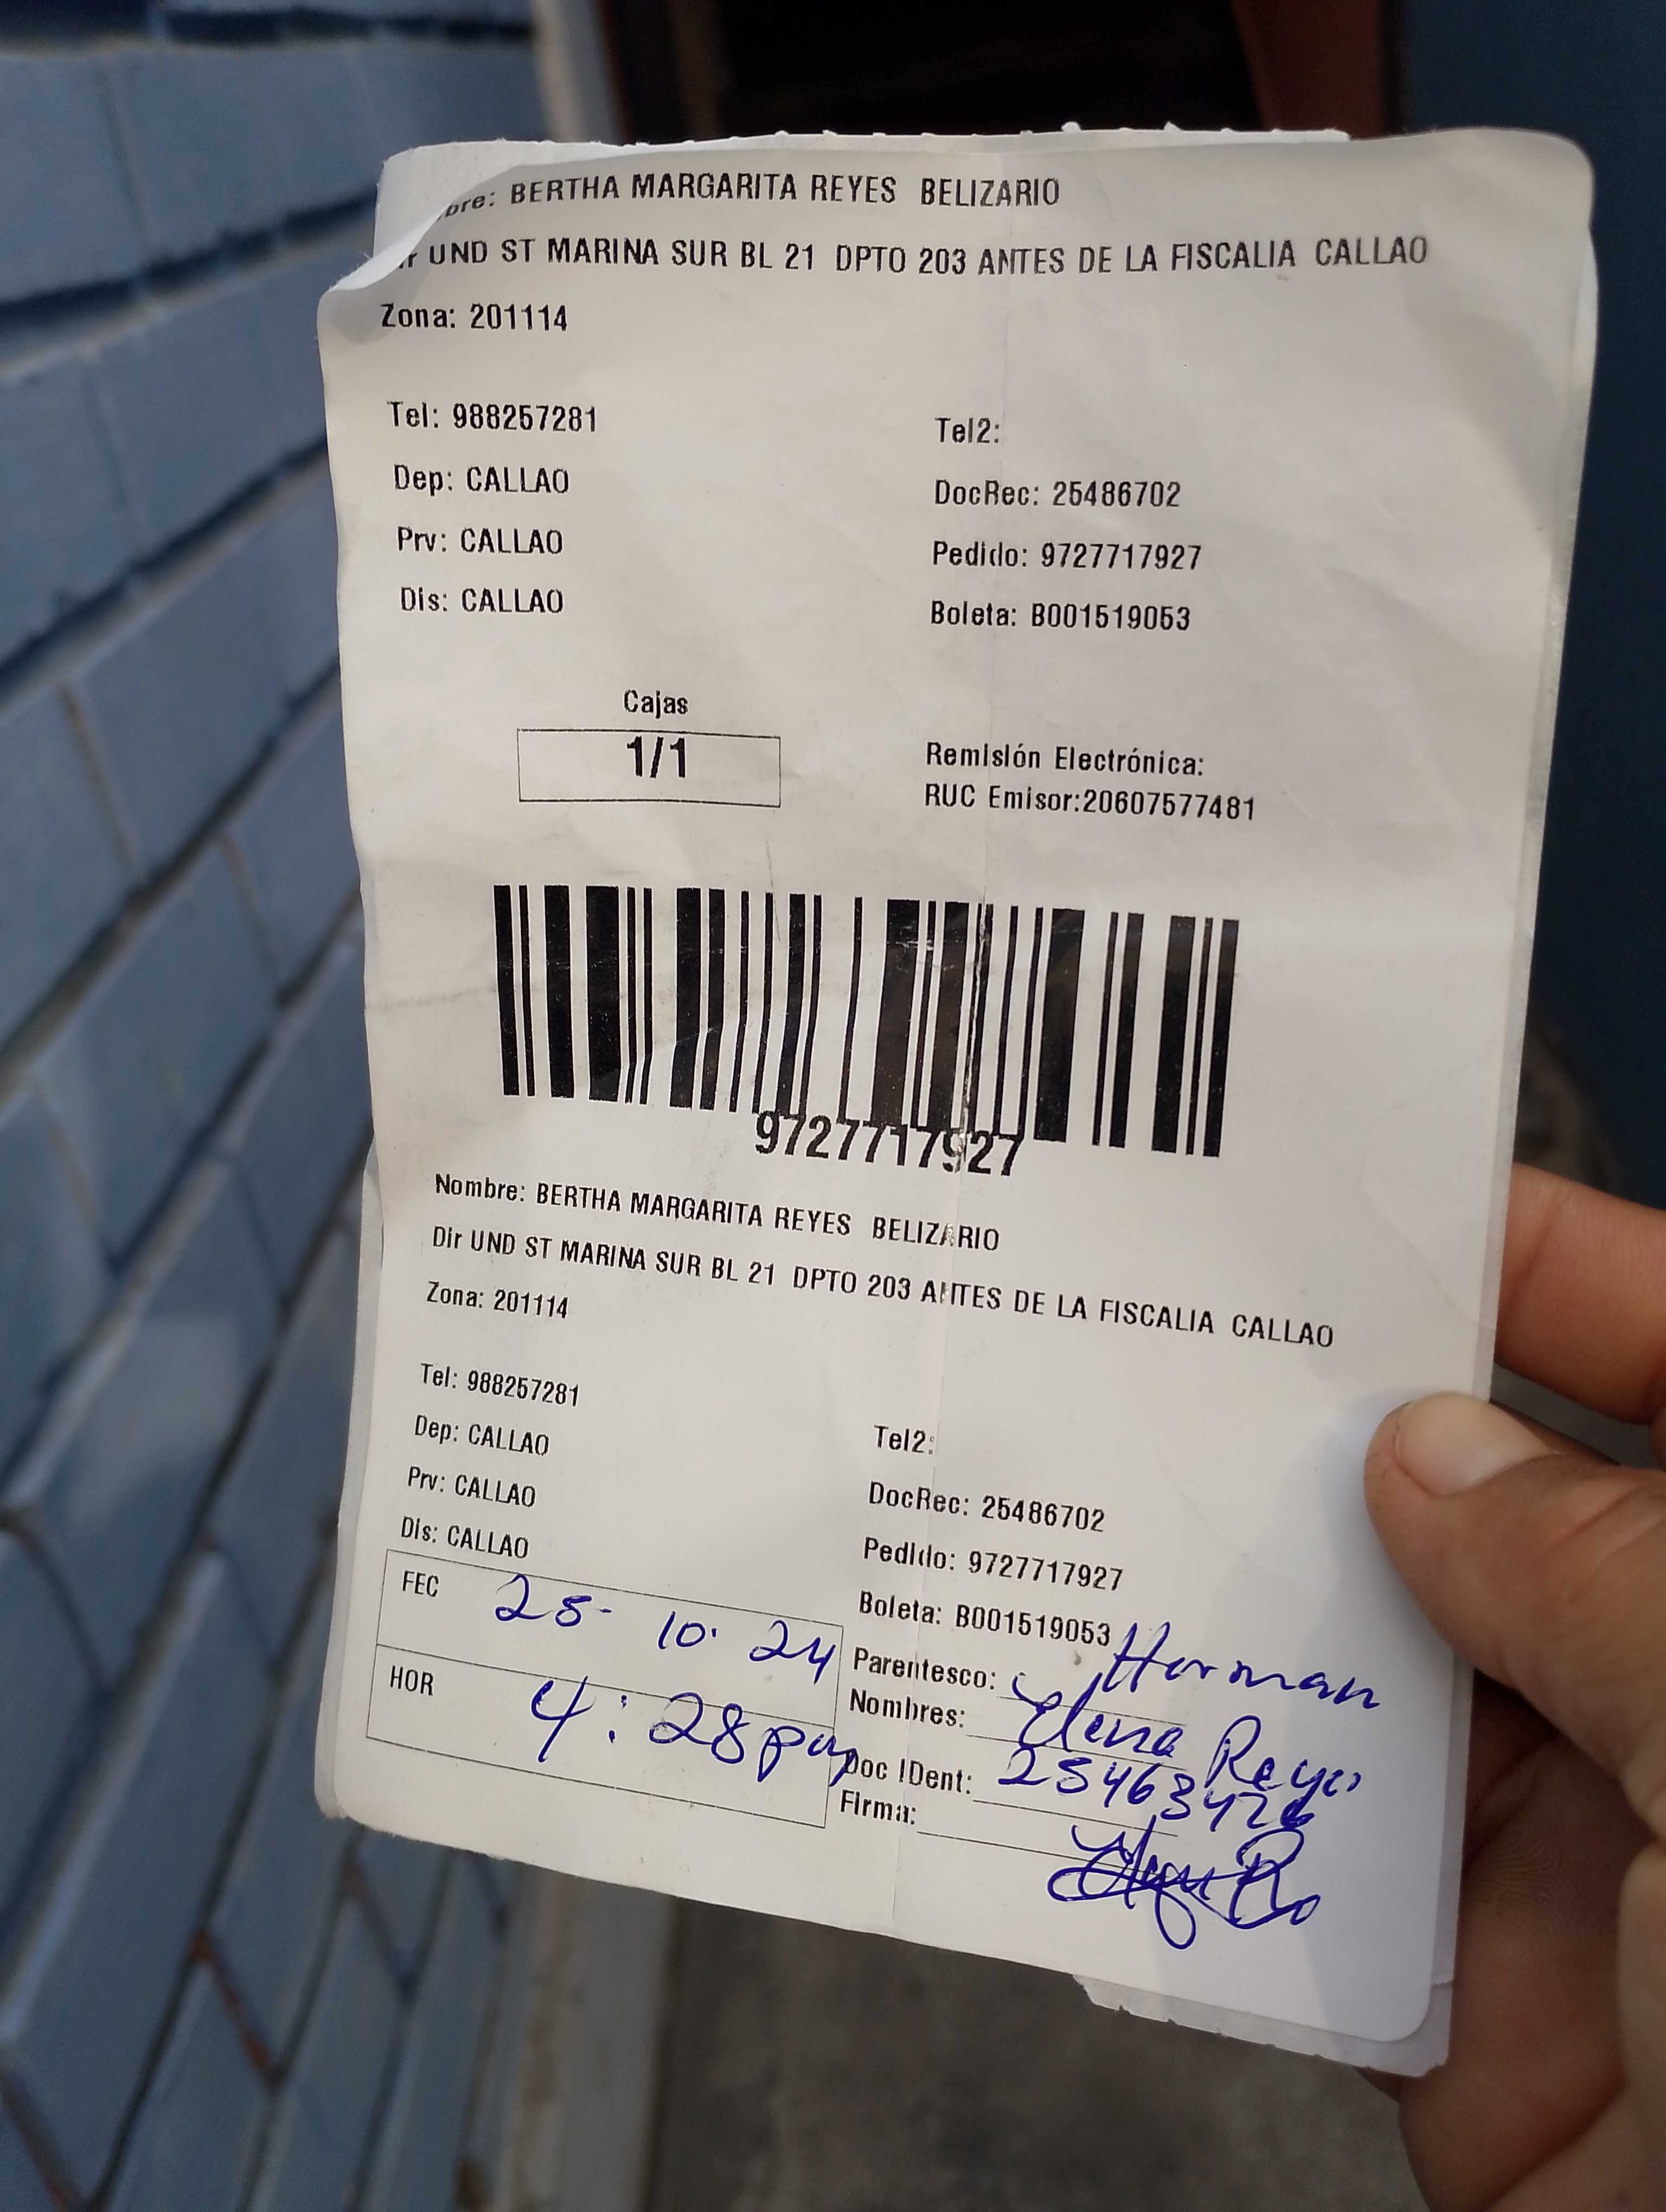 bre: BERTHA MARGARITA REYES BELIZARIO
ir UND ST MARINA SUR BL 21 DPTO 203 ANTES DE LA FISCALIA CALLAO
Zona: 201114
Tel: 988257281
Tel2:
Dep: CALLAO
DocRec: 25486702
Prv: CALLAO
Pedido: 9727717927
Dis: CALLAO
Boleta: B001519053
Cajas
1/1
Remisión Electrónica:
RUC Emisor:20607577481
9727717927
Nombre: BERTHA MARGARITA REYES BELIZARIO
Dir UND ST MARINA SUR BL 21 DPTO 203 ANTES DE LA FISCALIA CALLAO
Zona: 201114
Tel: 988257281
Tel2:
Dep: CALLAO
DocRec: 25486702
Prv: CALLAO
Pedido: 9727717927
Dis: CALLAO
Boleta: B001519053
FEC 25-10-24
Parentesco: Herman
HOR 4:28pm
Nombres: Elena Reyes
Doc IDent: 25463476
Firma: